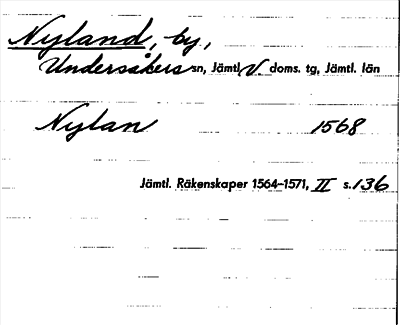 Nyland, by,
Undersåkers sn, Jämtl. V. doms. tg, Jämtl. län
Nylan 1568
Jämtl. Räkenskaper 1564–1571, II s. 136